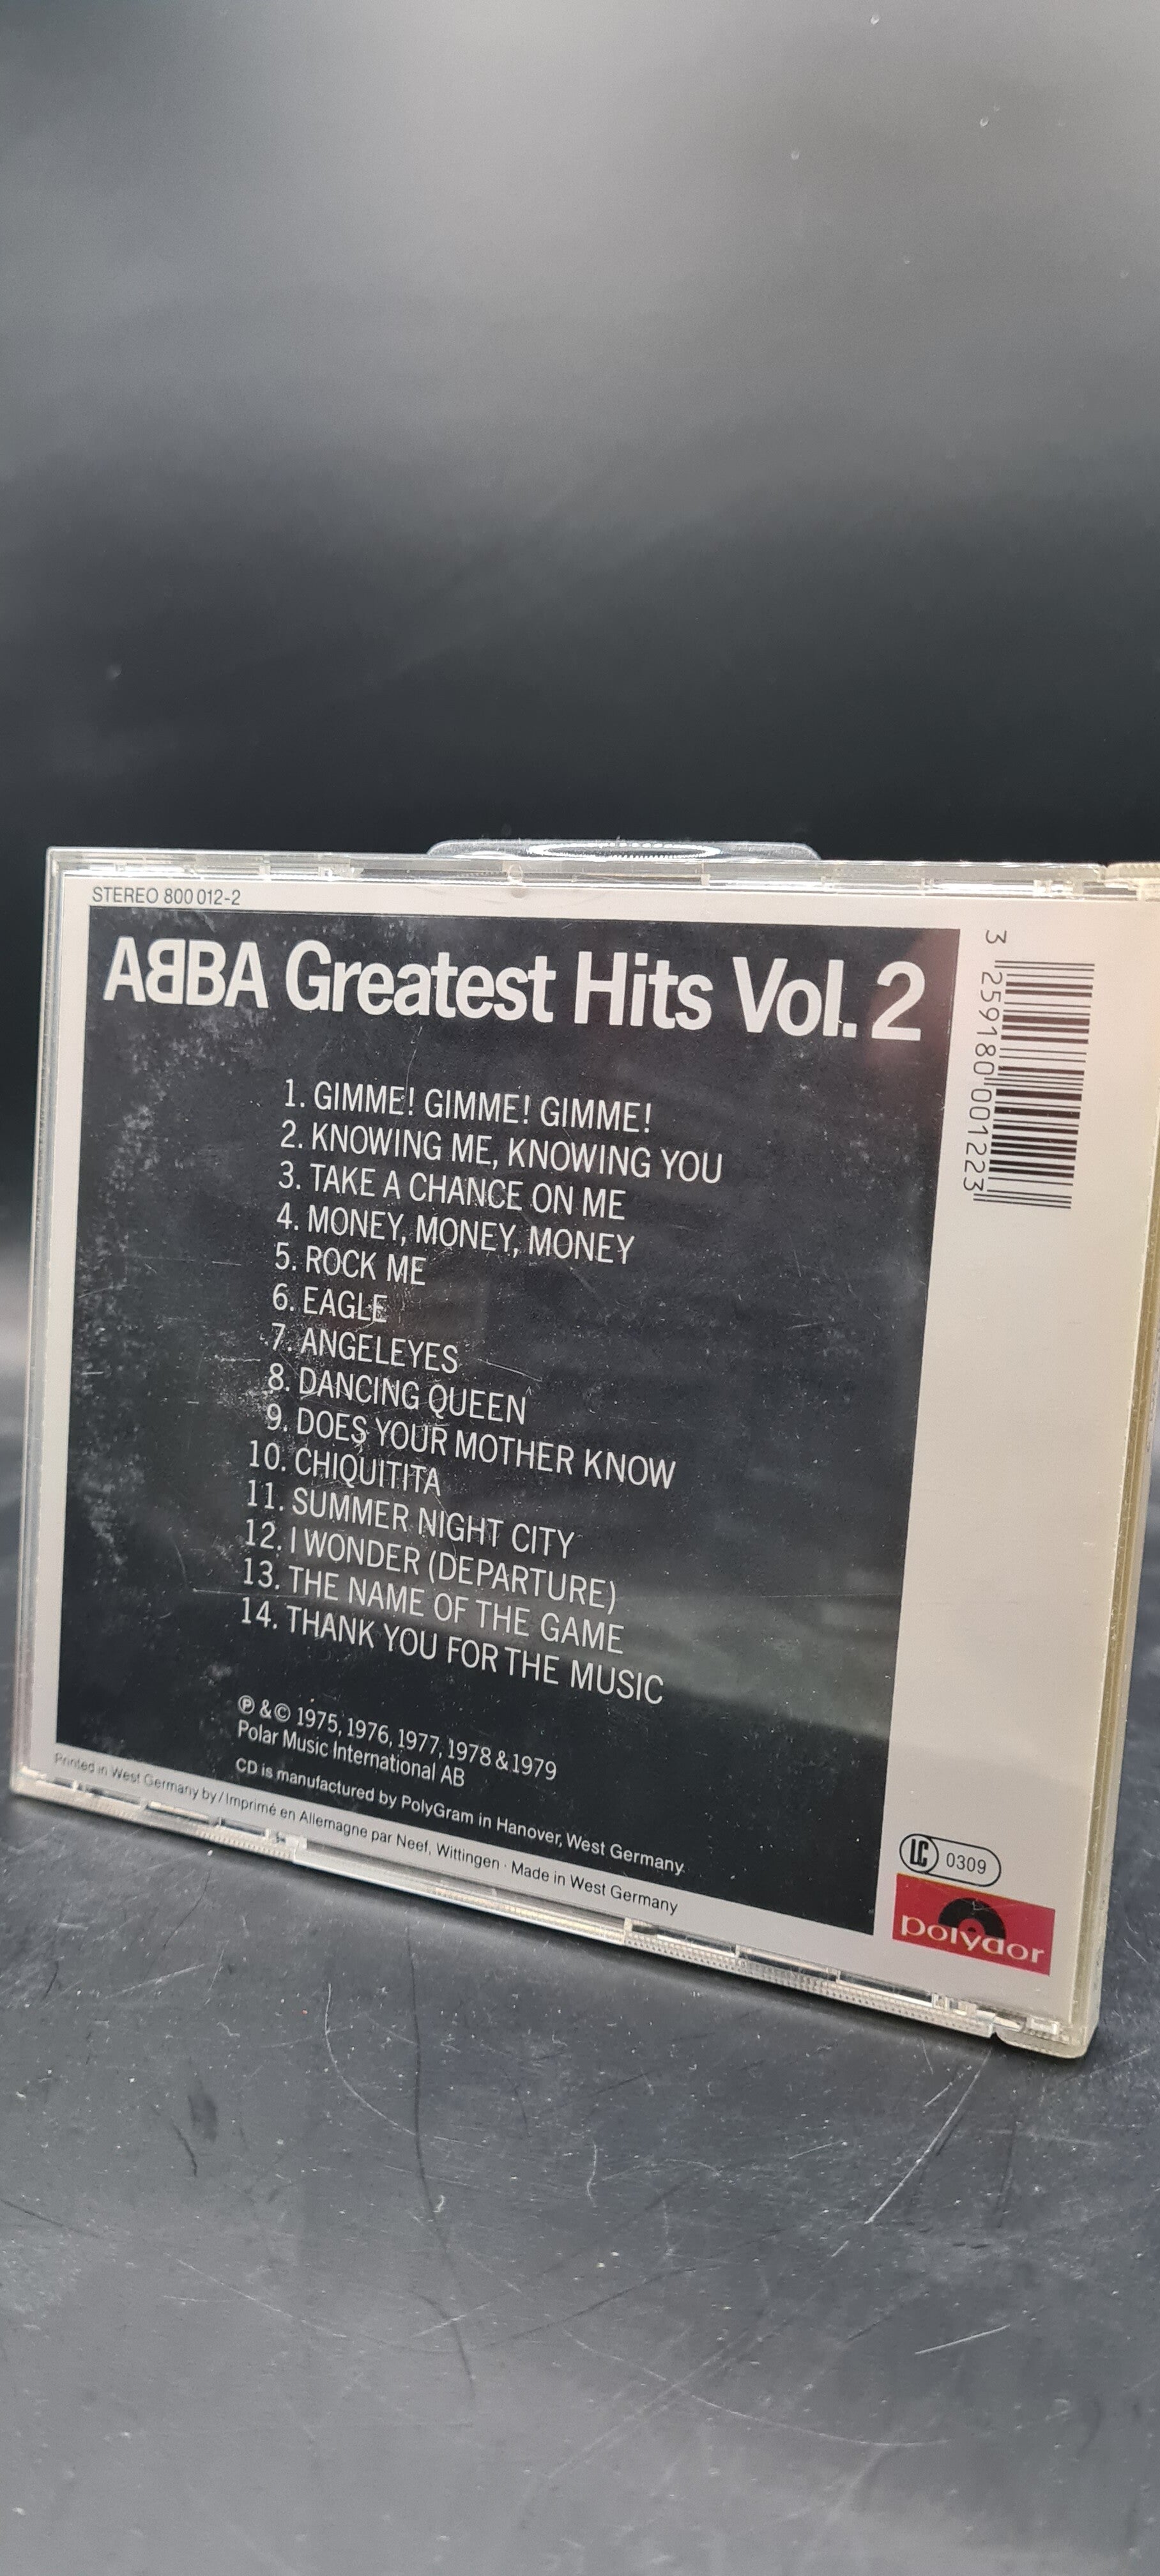 STEREO 800 012-2
AᗺBA Greatest Hits Vol. 2
1. GIMME! GIMME! GIMME!
2. KNOWING ME, KNOWING YOU
3. TAKE A CHANCE ON ME
4. MONEY, MONEY, MONEY
5. ROCK ME
6. EAGLE
7. ANGELEYES
8. DANCING QUEEN
9. DOES YOUR MOTHER KNOW
10. CHIQUITITA
11. SUMMER NIGHT CITY
12. I WONDER (DEPARTURE)
13. THE NAME OF THE GAME
14. THANK YOU FOR THE MUSIC
℗ & © 1975, 1976, 1977, 1978 & 1979
Polar Music International AB
CD is manufactured by PolyGram in Hanover, West Germany.
Printed in West Germany by / Imprimé en Allemagne par Neef, Wittingen · Made in West Germany
3 259180 001223
LC 0309
polydor